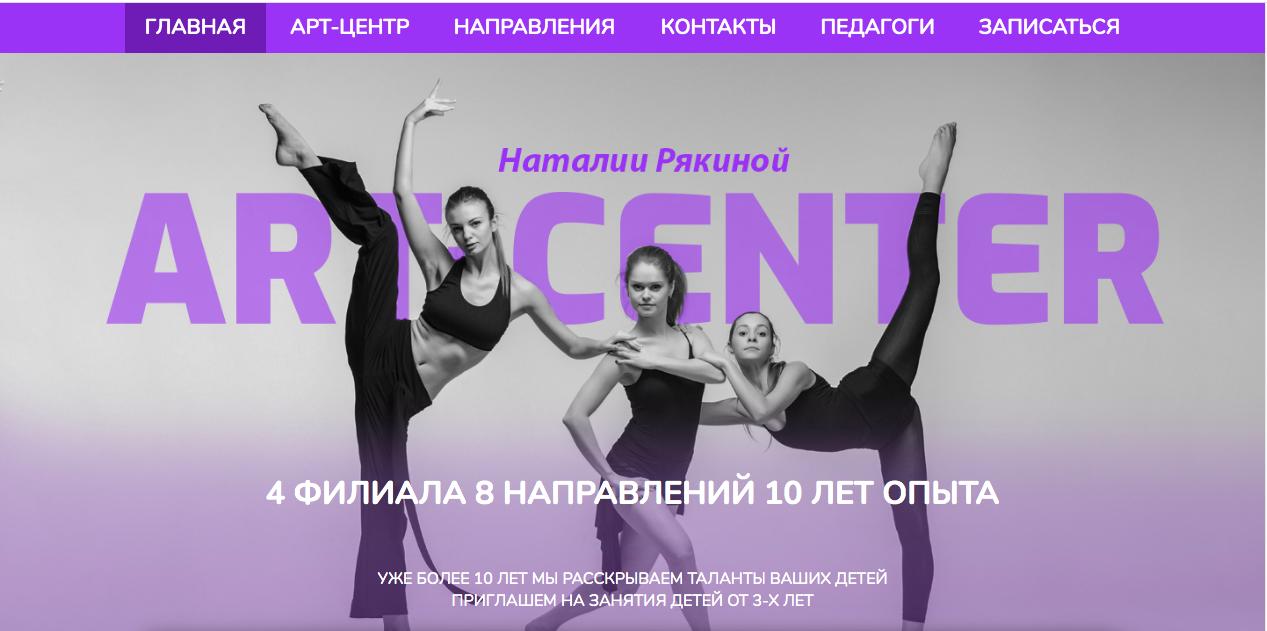 ГЛАВНАЯ АРТ-ЦЕНТР НАПРАВЛЕНИЯ КОНТАКТЫ ПЕДАГОГИ ЗАПИСАТЬСЯ
Наталии Рякиной
ART-CENTER
4 ФИЛИАЛА 8 НАПРАВЛЕНИЙ 10 ЛЕТ ОПЫТА
УЖЕ БОЛЕЕ 10 ЛЕТ МЫ РАССКРЫВАЕМ ТАЛАНТЫ ВАШИХ ДЕТЕЙ
ПРИГЛАШЕМ НА ЗАНЯТИЯ ДЕТЕЙ ОТ 3-Х ЛЕТ